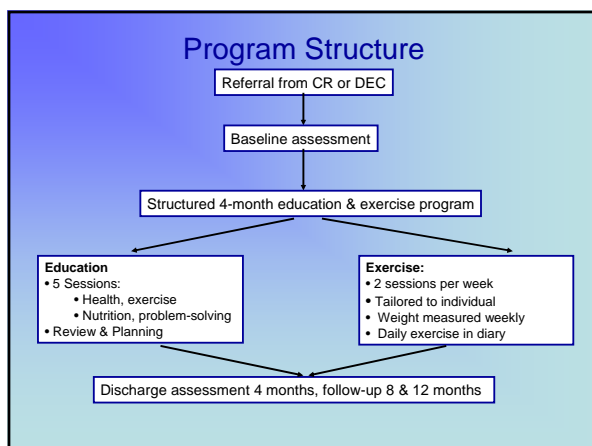 Program Structure
Referral from CR or DEC
Baseline assessment
Structured 4-month education & exercise program
Education
• 5 Sessions:
• Health, exercise
• Nutrition, problem-solving
• Review & Planning
Exercise:
• 2 sessions per week
• Tailored to individual
• Weight measured weekly
• Daily exercise in diary
Discharge assessment 4 months, follow-up 8 & 12 months